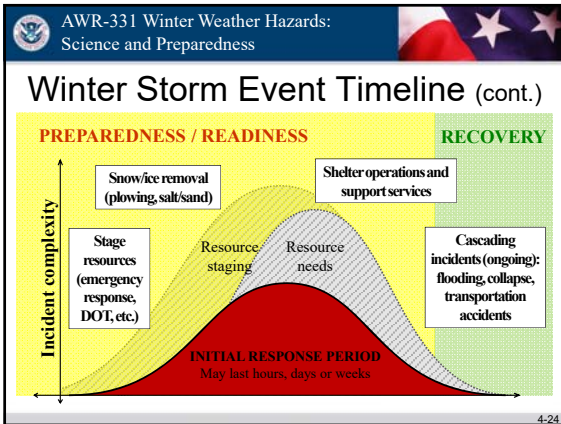 AWR-331 Winter Weather Hazards:
Science and Preparedness
Winter Storm Event Timeline (cont.)
PREPAREDNESS / READINESS
RECOVERY
Snow/ice removal
(plowing, salt/sand)
Shelter operations and
support services
Incident complexity
Stage
resources
(emergency
response,
DOT, etc.)
Resource
staging
Resource
needs
Cascading
incidents (ongoing):
flooding, collapse,
transportation
accidents
INITIAL RESPONSE PERIOD
May last hours, days or weeks
4-24